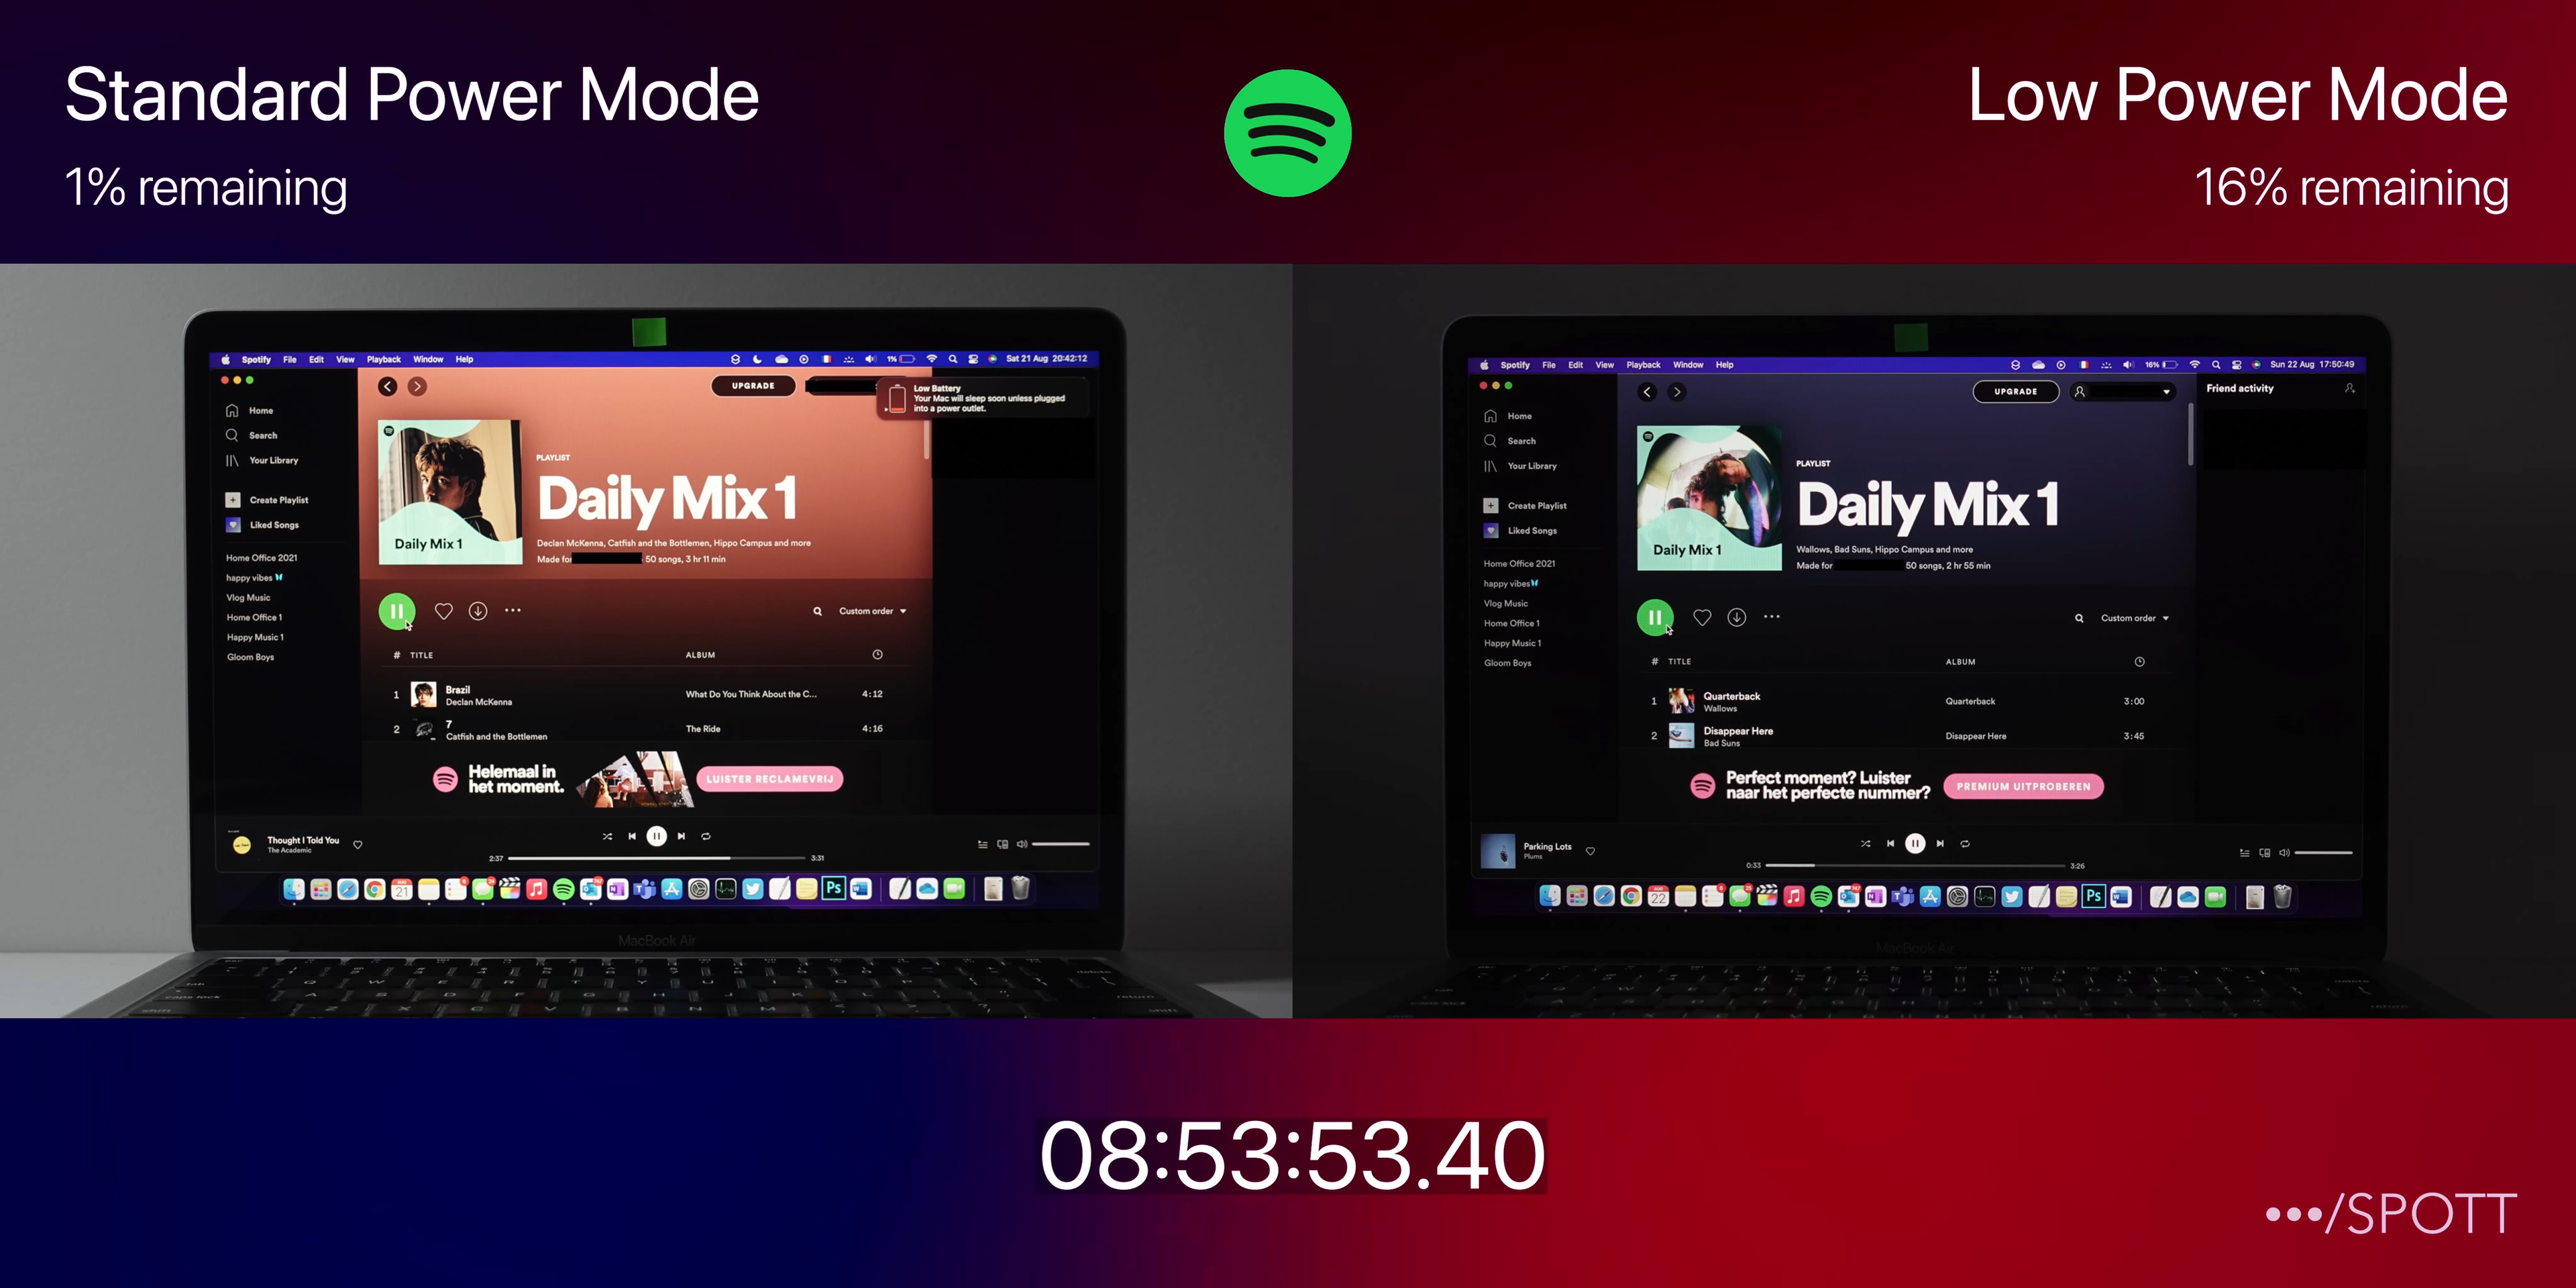 Standard Power Mode
1% remaining
Low Power Mode
16% remaining
Spotify File Edit View Playback Window Help
1% Sat 21 Aug 20:42:12
UPGRADE
Low Battery
Your Mac will sleep soon unless plugged
into a power outlet.
Home
Search
Your Library
Create Playlist
Liked Songs
Home Office 2021
happy vibes
Vlog Music
Home Office 1
Happy Music 1
Gloom Boys
Daily Mix 1
PLAYLIST
Daily Mix 1
Declan McKenna, Catfish and the Bottlemen, Hippo Campus and more
Made for 50 songs, 3 hr 11 min
Custom order
# TITLE ALBUM
1 Brazil What Do You Think About the C... 4:12
Declan McKenna
2 7 The Ride 4:16
Catfish and the Bottlemen
Helemaal in
het moment.
LUISTER RECLAMEVRIJ
Thought I Told You
The Academic
2:37 3:31
AUG
21
Ps
MacBook Air
Spotify File Edit View Playback Window Help
16% Sun 22 Aug 17:50:49
UPGRADE
Friend activity
Home
Search
Your Library
Create Playlist
Liked Songs
Home Office 2021
happy vibes
Vlog Music
Home Office 1
Happy Music 1
Gloom Boys
Daily Mix 1
PLAYLIST
Daily Mix 1
Wallows, Bad Suns, Hippo Campus and more
Made for 50 songs, 2 hr 55 min
Custom order
# TITLE ALBUM
1 Quarterback Quarterback 3:00
Wallows
2 Disappear Here Disappear Here 3:45
Bad Suns
Perfect moment? Luister
naar het perfecte nummer?
PREMIUM UITPROBEREN
Parking Lots
Plums
0:33 3:26
AUG
22
Ps
MacBook Air
08:53:53.40
•••/SPOTT